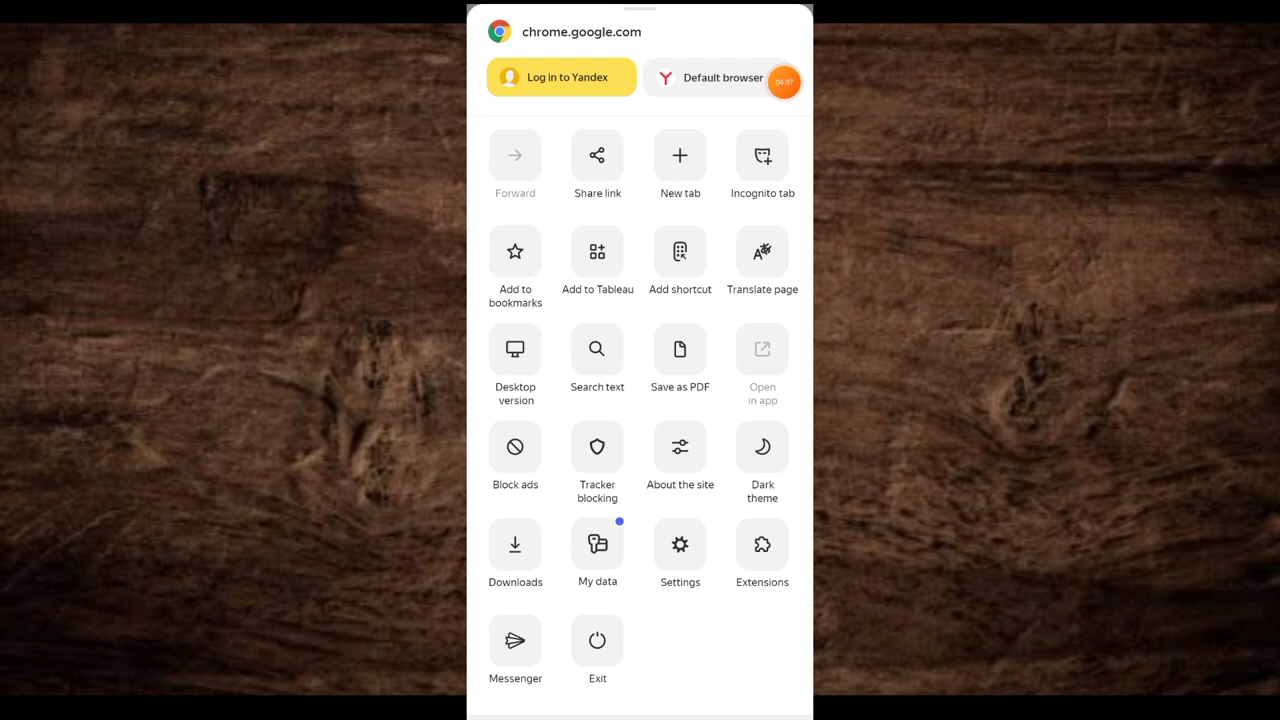 chrome.google.com
Log in to Yandex
Default browser
04:07
Forward
Share link
New tab
Incognito tab
Add to
bookmarks
Add to Tableau
Add shortcut
Translate page
Desktop
version
Search text
Save as PDF
Open
in app
Block ads
Tracker
blocking
About the site
Dark
theme
Downloads
My data
Settings
Extensions
Messenger
Exit